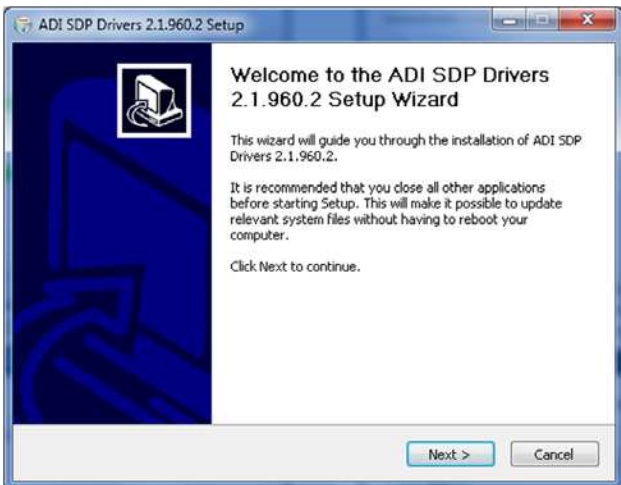 ADI SDP Drivers 2.1.960.2 Setup
Welcome to the ADI SDP Drivers
2.1.960.2 Setup Wizard
This wizard will guide you through the installation of ADI SDP
Drivers 2.1.960.2.
It is recommended that you close all other applications
before starting Setup. This will make it possible to update
relevant system files without having to reboot your
computer.
Click Next to continue.
Next >
Cancel